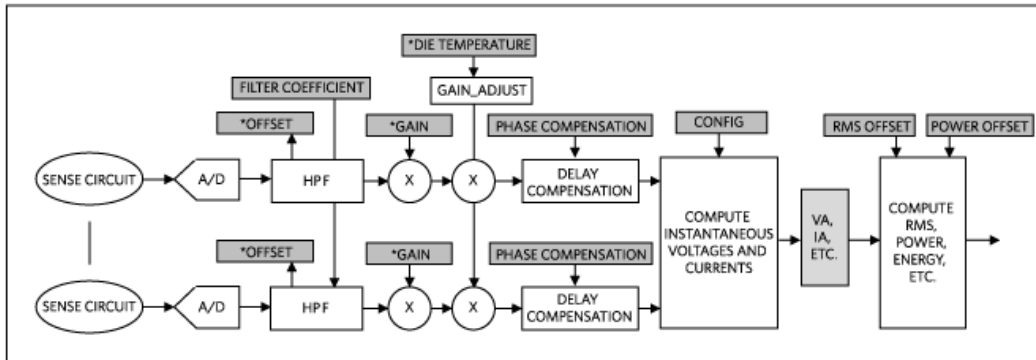 *DIE TEMPERATURE
FILTER COEFFICIENT
GAIN_ADJUST
*OFFSET
*GAIN
PHASE COMPENSATION
CONFIG
RMS OFFSET
POWER OFFSET
SENSE CIRCUIT
A/D
HPF
X
X
DELAY
COMPENSATION
COMPUTE
INSTANTANEOUS
VOLTAGES AND
CURRENTS
VA,
IA,
ETC.
COMPUTE
RMS,
POWER,
ENERGY,
ETC.
*OFFSET
*GAIN
PHASE COMPENSATION
SENSE CIRCUIT
A/D
HPF
X
X
DELAY
COMPENSATION